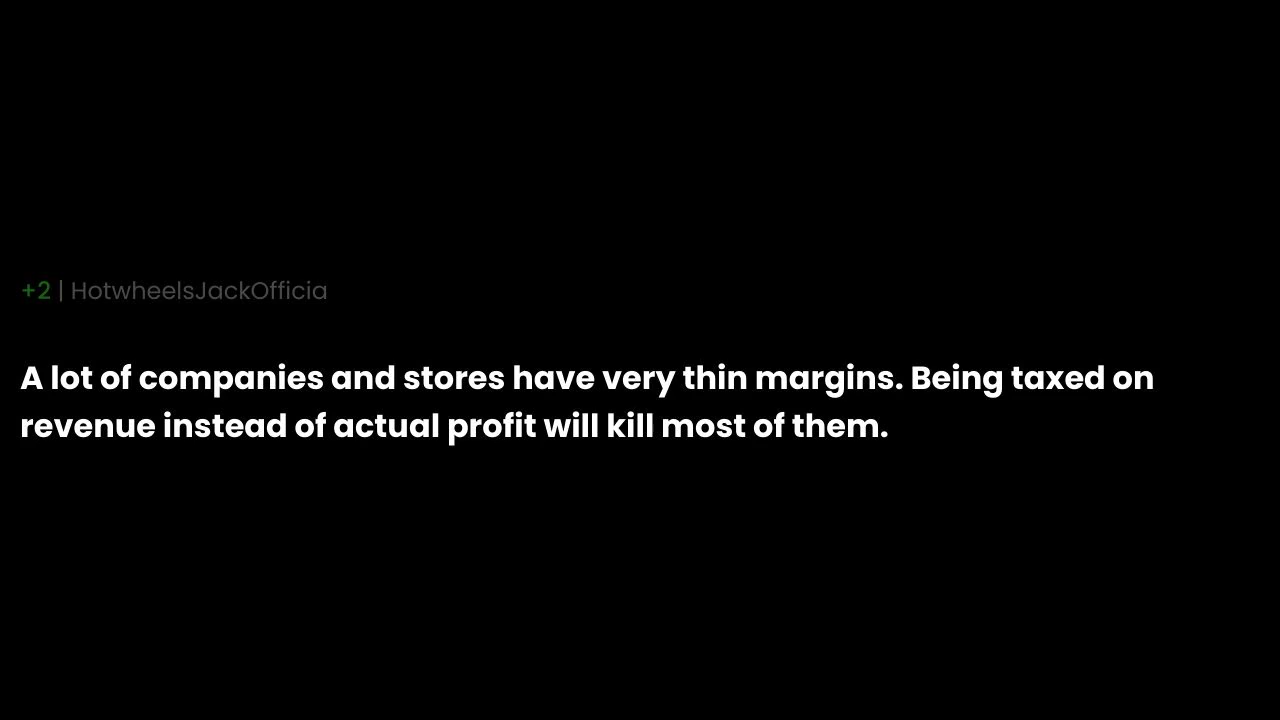 +2 | HotwheelsJackOfficia
A lot of companies and stores have very thin margins. Being taxed on
revenue instead of actual profit will kill most of them.